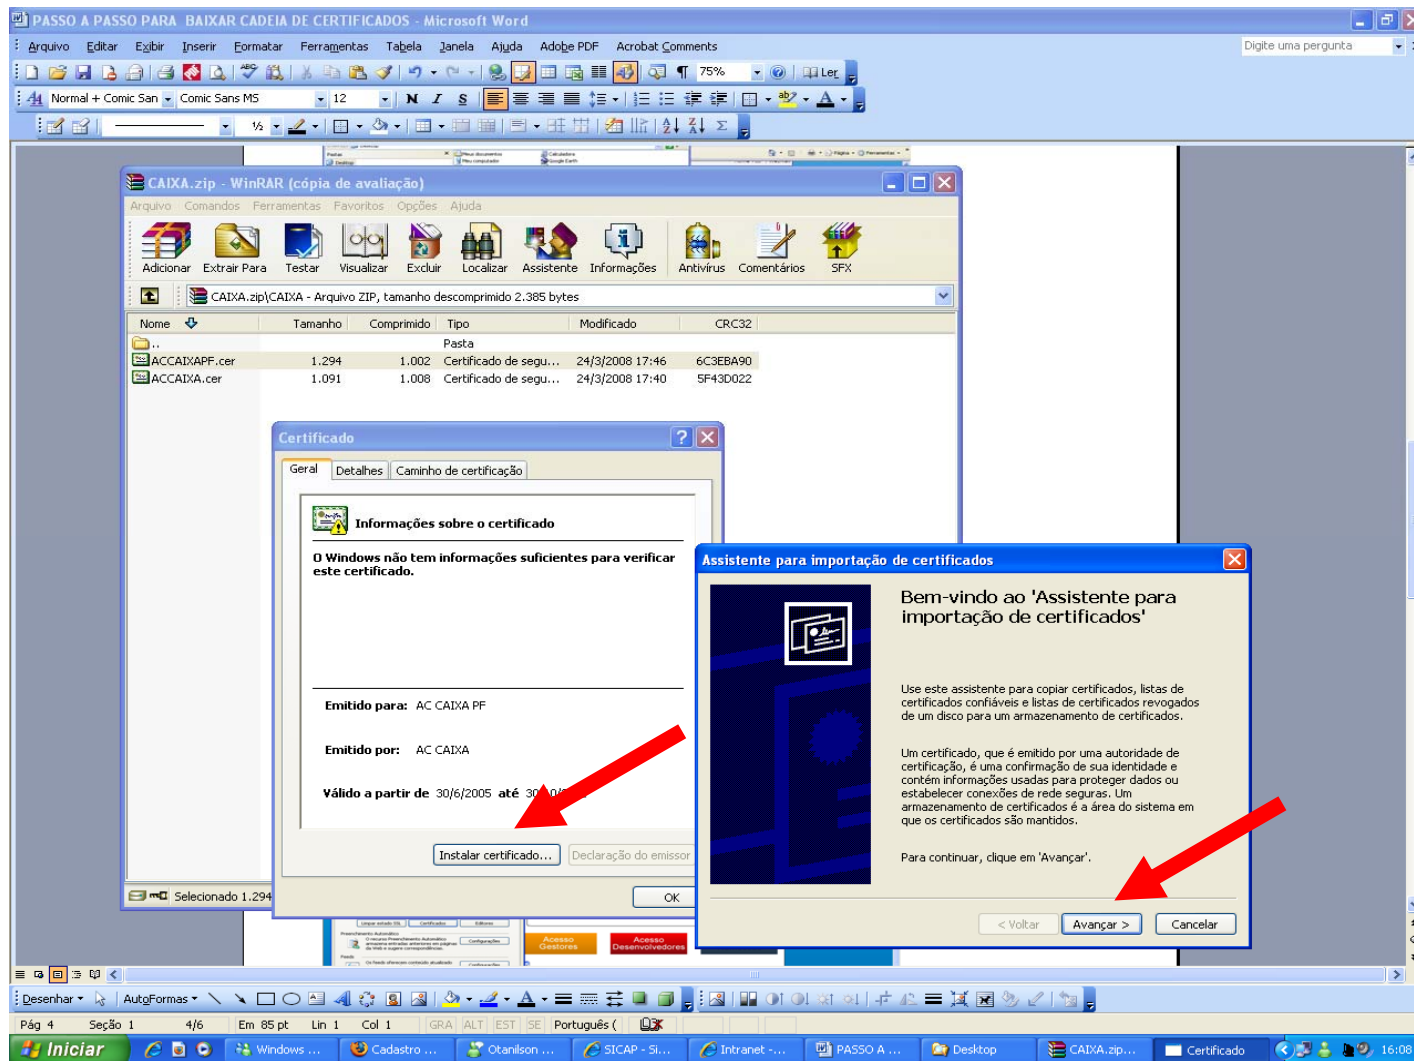 PASSO A PASSO PARA  BAIXAR CADEIA DE CERTIFICADOS - Microsoft Word
Arquivo Editar Exibir Inserir Formatar Ferramentas Tabela Janela Ajuda Adobe PDF Acrobat Comments
Digite uma pergunta
75% Ler
Normal + Comic San Comic Sans MS 12 N I S
½
CAIXA.zip - WinRAR (cópia de avaliação)
Arquivo Comandos Ferramentas Favoritos Opções Ajuda
Adicionar Extrair Para Testar Visualizar Excluir Localizar Assistente Informações Antivírus Comentários SFX
CAIXA.zip\CAIXA - Arquivo ZIP, tamanho descomprimido 2.385 bytes
Nome Tamanho Comprimido Tipo Modificado CRC32
.. Pasta
ACCAIXAPF.cer 1.294 1.002 Certificado de segu... 24/3/2008 17:46 6C3EBA90
ACCAIXA.cer 1.091 1.008 Certificado de segu... 24/3/2008 17:40 5F43D022
Certificado
Geral Detalhes Caminho de certificação
Informações sobre o certificado
O Windows não tem informações suficientes para verificar
este certificado.
Emitido para: AC CAIXA PF
Emitido por: AC CAIXA
Válido a partir de 30/6/2005 até
Instalar certificado... Declaração do emissor
OK
Selecionado 1.294
Assistente para importação de certificados
Bem-vindo ao 'Assistente para
importação de certificados'
Use este assistente para copiar certificados, listas de
certificados confiáveis e listas de certificados revogados
de um disco para um armazenamento de certificados.
Um certificado, que é emitido por uma autoridade de
certificação, é uma confirmação de sua identidade e
contém informações usadas para proteger dados ou
estabelecer conexões de rede seguras. Um
armazenamento de certificados é a área do sistema em
que os certificados são mantidos.
Para continuar, clique em 'Avançar'.
< Voltar Avançar > Cancelar
Acesso Gestores
Acesso Desenvolvedores
Desenhar AutoFormas
Pág 4 Seção 1 4/6 Em 85 pt Lin 1 Col 1 GRA ALT EST SE Português (
Iniciar Windows ... Cadastro ... Otanilson ... SICAP - Si... Intranet -... PASSO A ... Desktop CAIXA.zip... Certificado 16:08